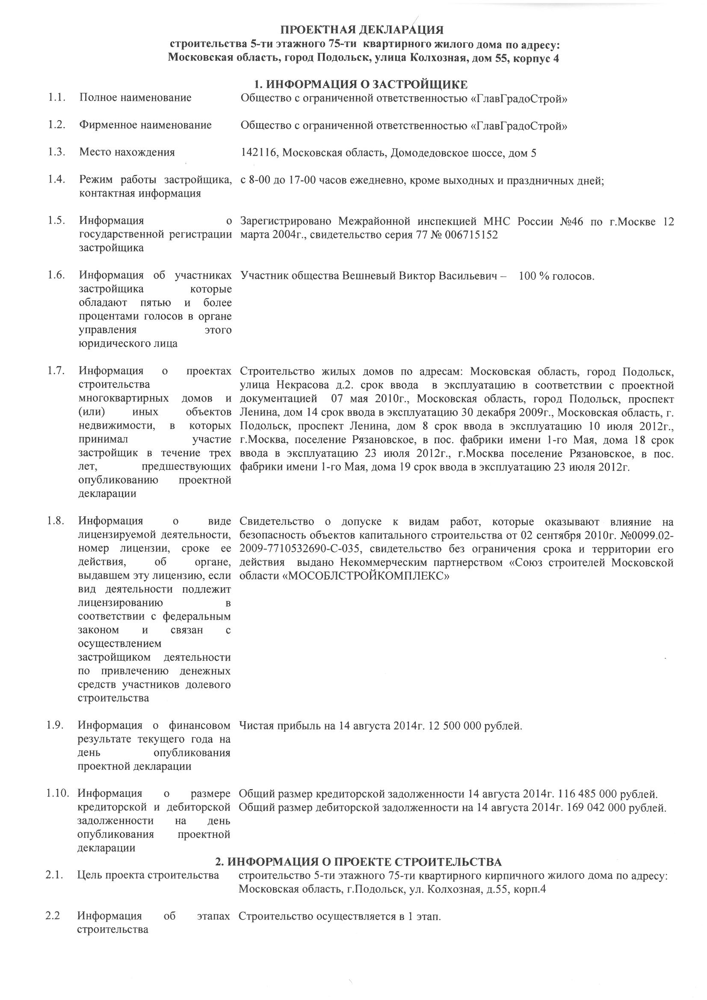 ПРОЕКТНАЯ ДЕКЛАРАЦИЯ
строительства 5-ти этажного 75-ти квартирного жилого дома по адресу:
Московская область, город Подольск, улица Колхозная, дом 55, корпус 4
1. ИНФОРМАЦИЯ О ЗАСТРОЙЩИКЕ
1.1. Полное наименование Общество с ограниченной ответственностью «ГлавГрадоСтрой»
1.2. Фирменное наименование Общество с ограниченной ответственностью «ГлавГрадоСтрой»
1.3. Место нахождения 142116, Московская область, Домодедовское шоссе, дом 5
1.4. Режим работы застройщика, с 8-00 до 17-00 часов ежедневно, кроме выходных и праздничных дней;
контактная информация
1.5. Информация о Зарегистрировано Межрайонной инспекцией МНС России №46 по г.Москве 12
государственной регистрации марта 2004г., свидетельство серия 77 № 006715152
застройщика
1.6. Информация об участниках Участник общества Вешневый Виктор Васильевич – 100 % голосов.
застройщика которые
обладают пятью и более
процентами голосов в органе
управления этого
юридического лица
1.7. Информация о проектах Строительство жилых домов по адресам: Московская область, город Подольск,
строительства улица Некрасова д.2. срок ввода в эксплуатацию в соответствии с проектной
многоквартирных домов и документацией 07 мая 2010г., Московская область, город Подольск, проспект
(или) иных объектов Ленина, дом 14 срок ввода в эксплуатацию 30 декабря 2009г., Московская область, г.
недвижимости, в которых Подольск, проспект Ленина, дом 8 срок ввода в эксплуатацию 10 июля 2012г.,
принимал участие г.Москва, поселение Рязановское, в пос. фабрики имени 1-го Мая, дома 18 срок
застройщик в течение трех ввода в эксплуатацию 23 июля 2012г., г.Москва поселение Рязановское, в пос.
лет, предшествующих фабрики имени 1-го Мая, дома 19 срок ввода в эксплуатацию 23 июля 2012г.
опубликованию проектной
декларации
1.8. Информация о виде Свидетельство о допуске к видам работ, которые оказывают влияние на
лицензируемой деятельности, безопасность объектов капитального строительства от 02 сентября 2010г. №0099.02-
номер лицензии, сроке ее 2009-7710532690-С-035, свидетельство без ограничения срока и территории его
действия, об органе, действия выдано Некоммерческим партнерством «Союз строителей Московской
выдавшем эту лицензию, если области «МОСОБЛСТРОЙКОМПЛЕКС»
вид деятельности подлежит
лицензированию в
соответствии с федеральным
законом и связан с
осуществлением
застройщиком деятельности
по привлечению денежных
средств участников долевого
строительства
1.9. Информация о финансовом Чистая прибыль на 14 августа 2014г. 12 500 000 рублей.
результате текущего года на
день опубликования
проектной декларации
1.10. Информация о размере Общий размер кредиторской задолженности 14 августа 2014г. 116 485 000 рублей.
кредиторской и дебиторской Общий размер дебиторской задолженности на 14 августа 2014г. 169 042 000 рублей.
задолженности на день
опубликования проектной
декларации
2. ИНФОРМАЦИЯ О ПРОЕКТЕ СТРОИТЕЛЬСТВА
2.1. Цель проекта строительства строительство 5-ти этажного 75-ти квартирного кирпичного жилого дома по адресу:
Московская область, г.Подольск, ул. Колхозная, д.55, корп.4
2.2 Информация об этапах Строительство осуществляется в 1 этап.
строительства